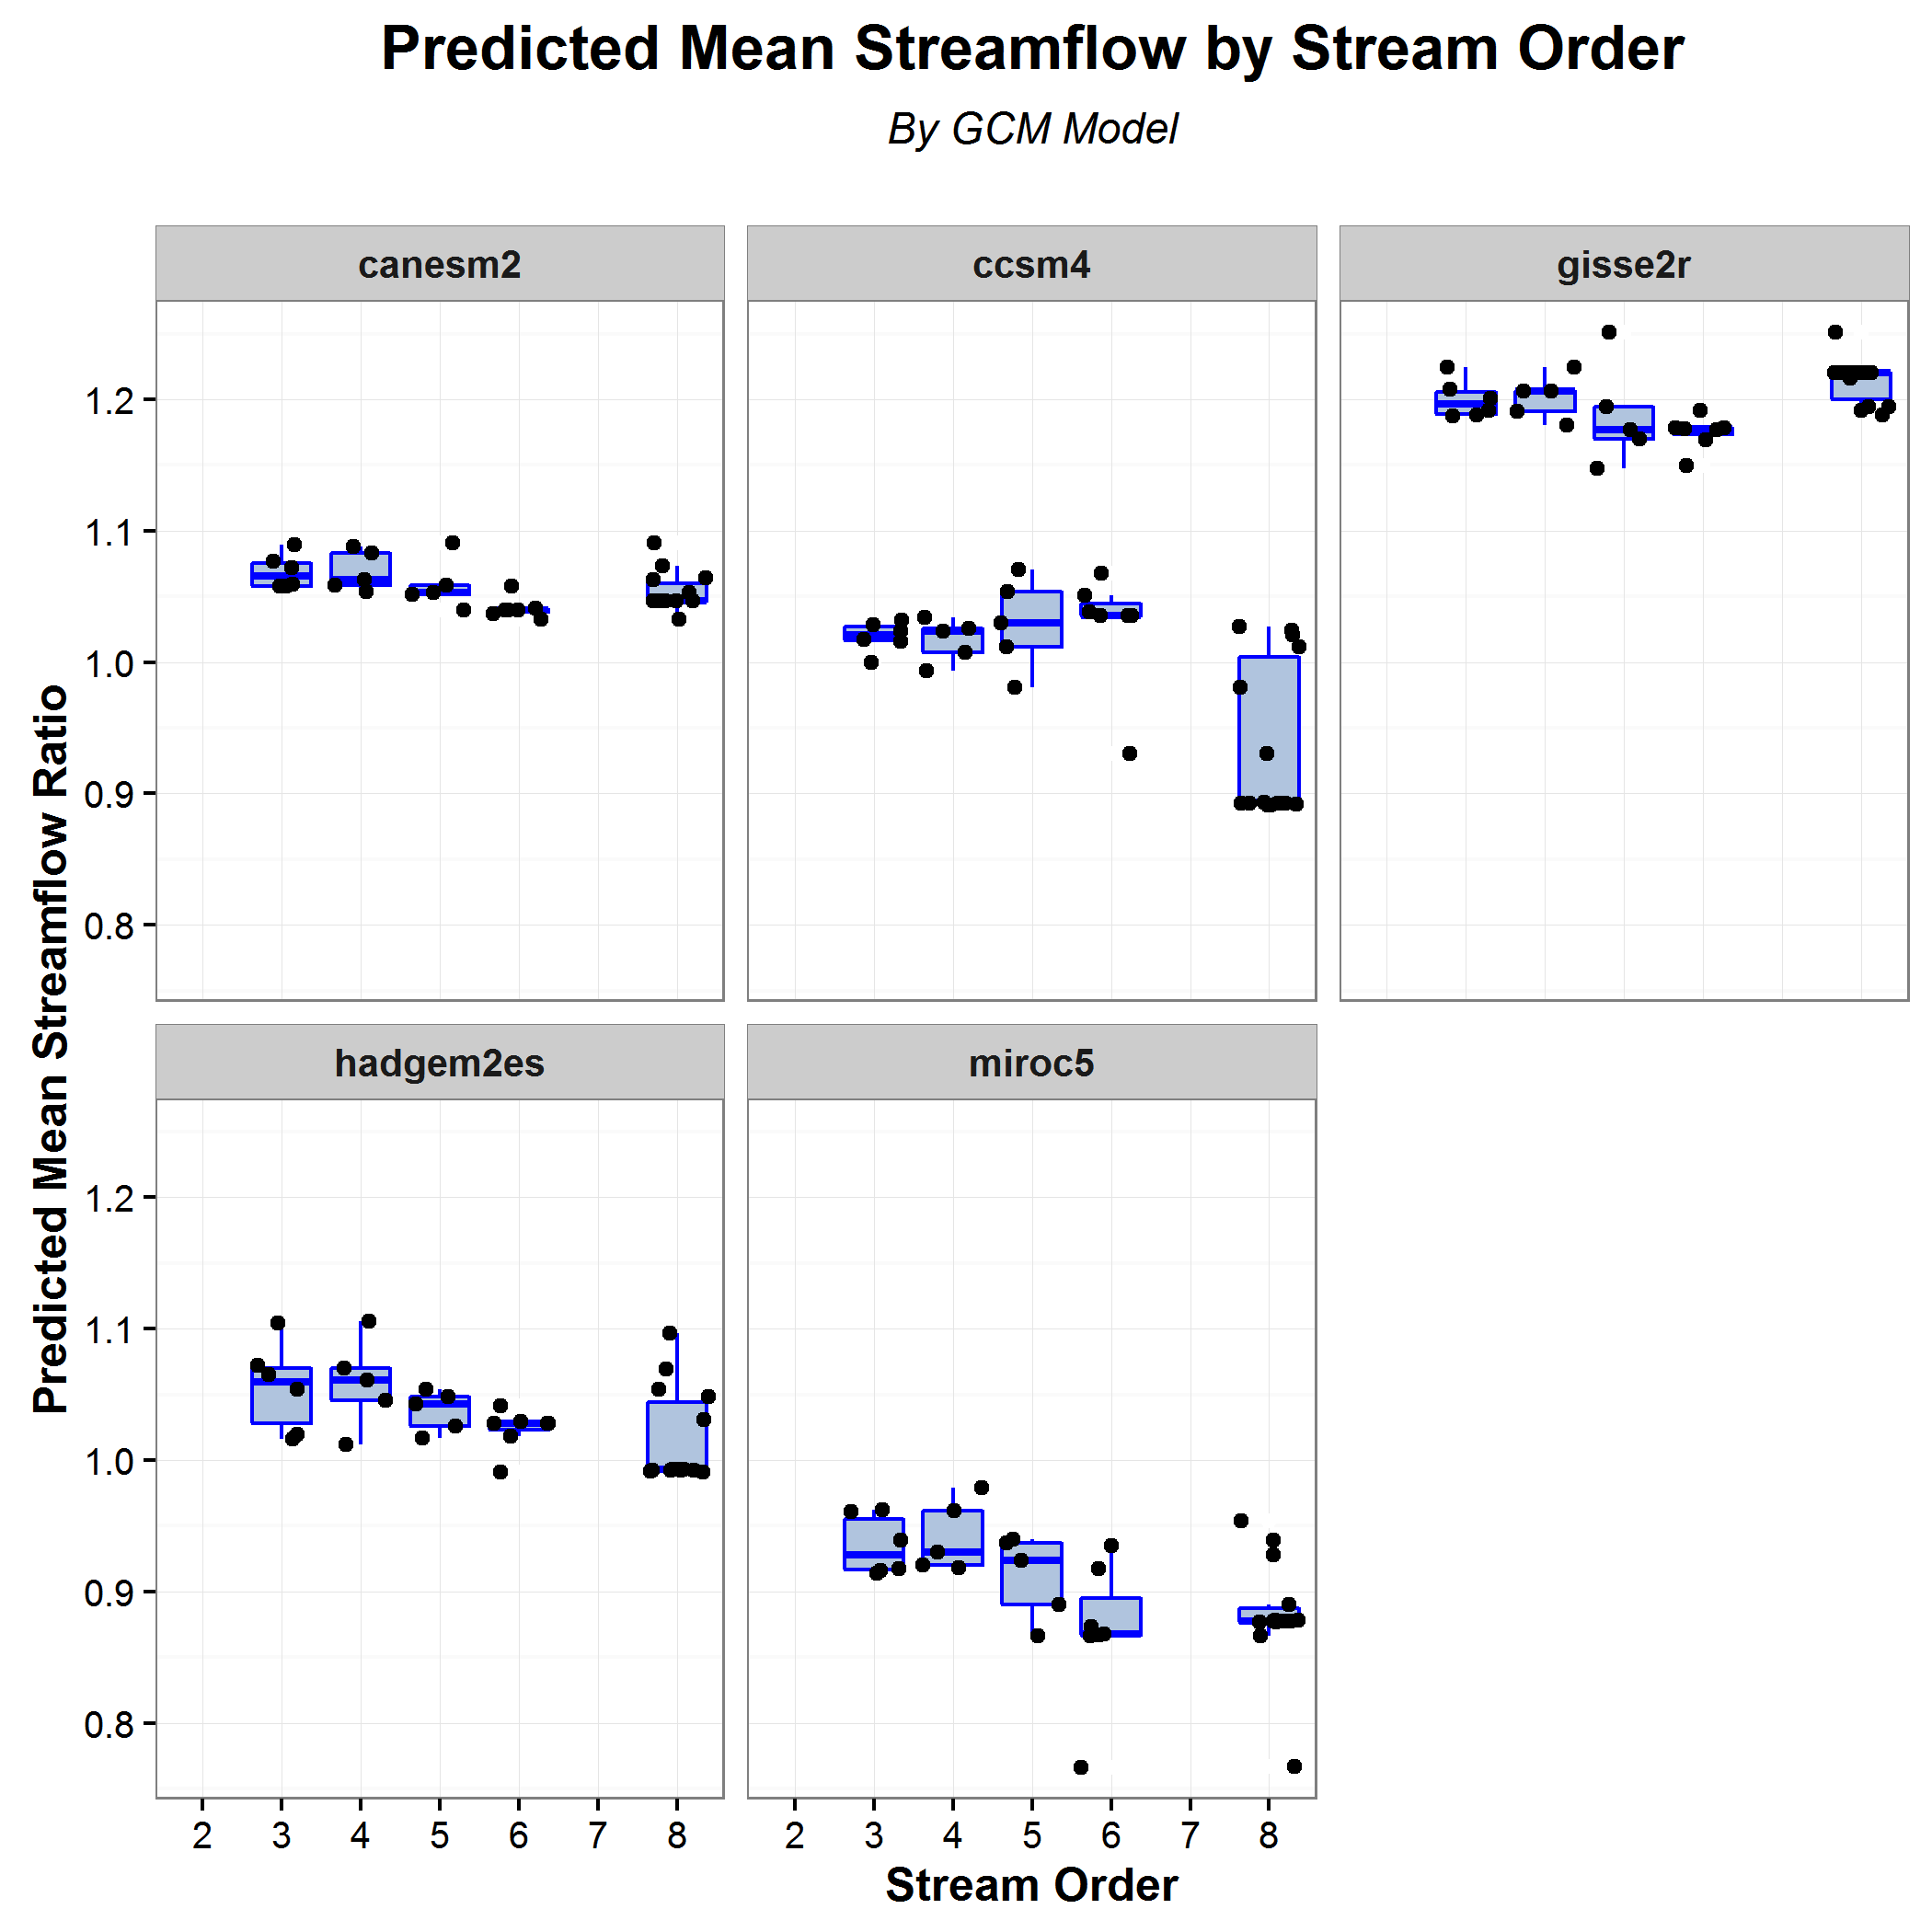 Predicted Mean Streamflow by Stream Order
By GCM Model
canesm2
ccsm4
gisse2r
1.2
1.1
1.0
0.9
0.8
Predicted Mean Streamflow Ratio
hadgem2es
miroc5
1.2
1.1
1.0
0.9
0.8
2 3 4 5 6 7 8
2 3 4 5 6 7 8
Stream Order